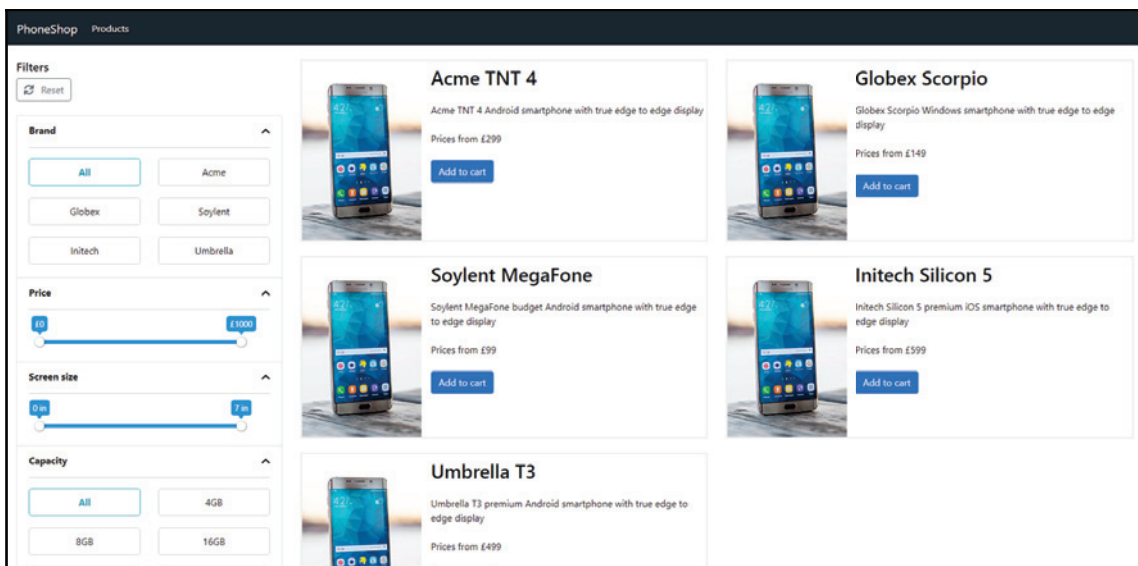 PhoneShop Products
Filters
Reset
Brand
All
Acme
Globex
Soylent
Initech
Umbrella
Price
£0
£1000
Screen size
0 in
7 in
Capacity
All
4GB
8GB
16GB
Acme TNT 4
Acme TNT 4 Android smartphone with true edge to edge display
Prices from £299
Add to cart
Globex Scorpio
Globex Scorpio Windows smartphone with true edge to edge
display
Prices from £149
Add to cart
Soylent MegaFone
Soylent MegaFone budget Android smartphone with true edge
to edge display
Prices from £99
Add to cart
Initech Silicon 5
Initech Silicon 5 premium iOS smartphone with true edge to
edge display
Prices from £599
Add to cart
Umbrella T3
Umbrella T3 premium Android smartphone with true edge to
edge display
Prices from £499